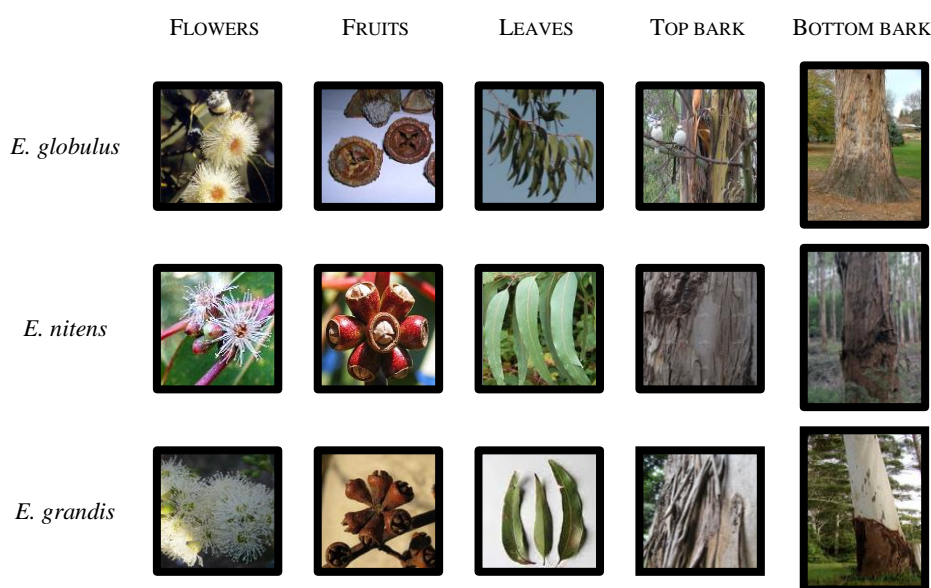 FLOWERS FRUITS LEAVES TOP BARK BOTTOM BARK
E. globulus
E. nitens
E. grandis